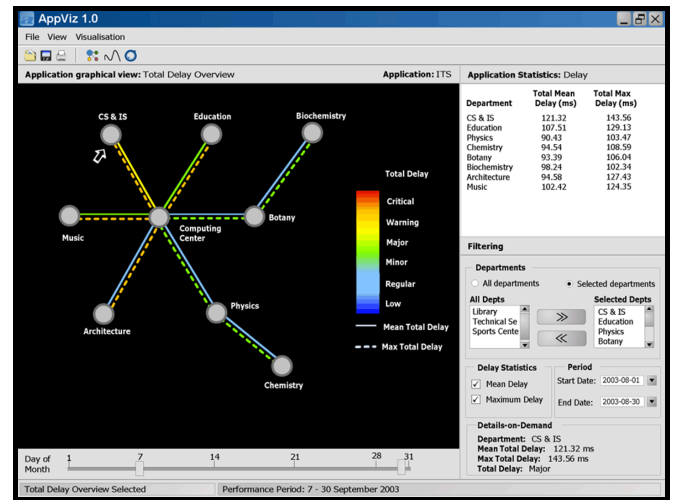 AppViz 1.0
File View Visualisation
Application graphical view: Total Delay Overview Application: ITS
CS & IS
Education
Biochemistry
Music
Computing
Center
Botany
Architecture
Physics
Chemistry
Total Delay
Critical
Warning
Major
Minor
Regular
Low
Mean Total Delay
Max Total Delay
Day of
Month
1 7 14 21 28 31
Application Statistics: Delay
Total Mean Total Max
Department Delay (ms) Delay (ms)
CS & IS 121.32 143.56
Education 107.51 129.13
Physics 90.43 103.47
Chemistry 94.54 108.59
Botany 93.39 106.04
Biochemistry 98.24 102.34
Architecture 94.58 127.43
Music 102.42 124.35
Filtering
Departments
All departments Selected departments
All Depts Selected Depts
Library CS & IS
Technical Se Education
Sports Cente Physics
Botany
Delay Statistics Period
Mean Delay Start Date: 2003-08-01
Maximum Delay End Date: 2003-08-30
Details-on-Demand
Department: CS & IS
Mean Total Delay: 121.32 ms
Max Total Delay: 143.56 ms
Total Delay: Major
Total Delay Overview Selected Performance Period: 7 - 30 September 2003